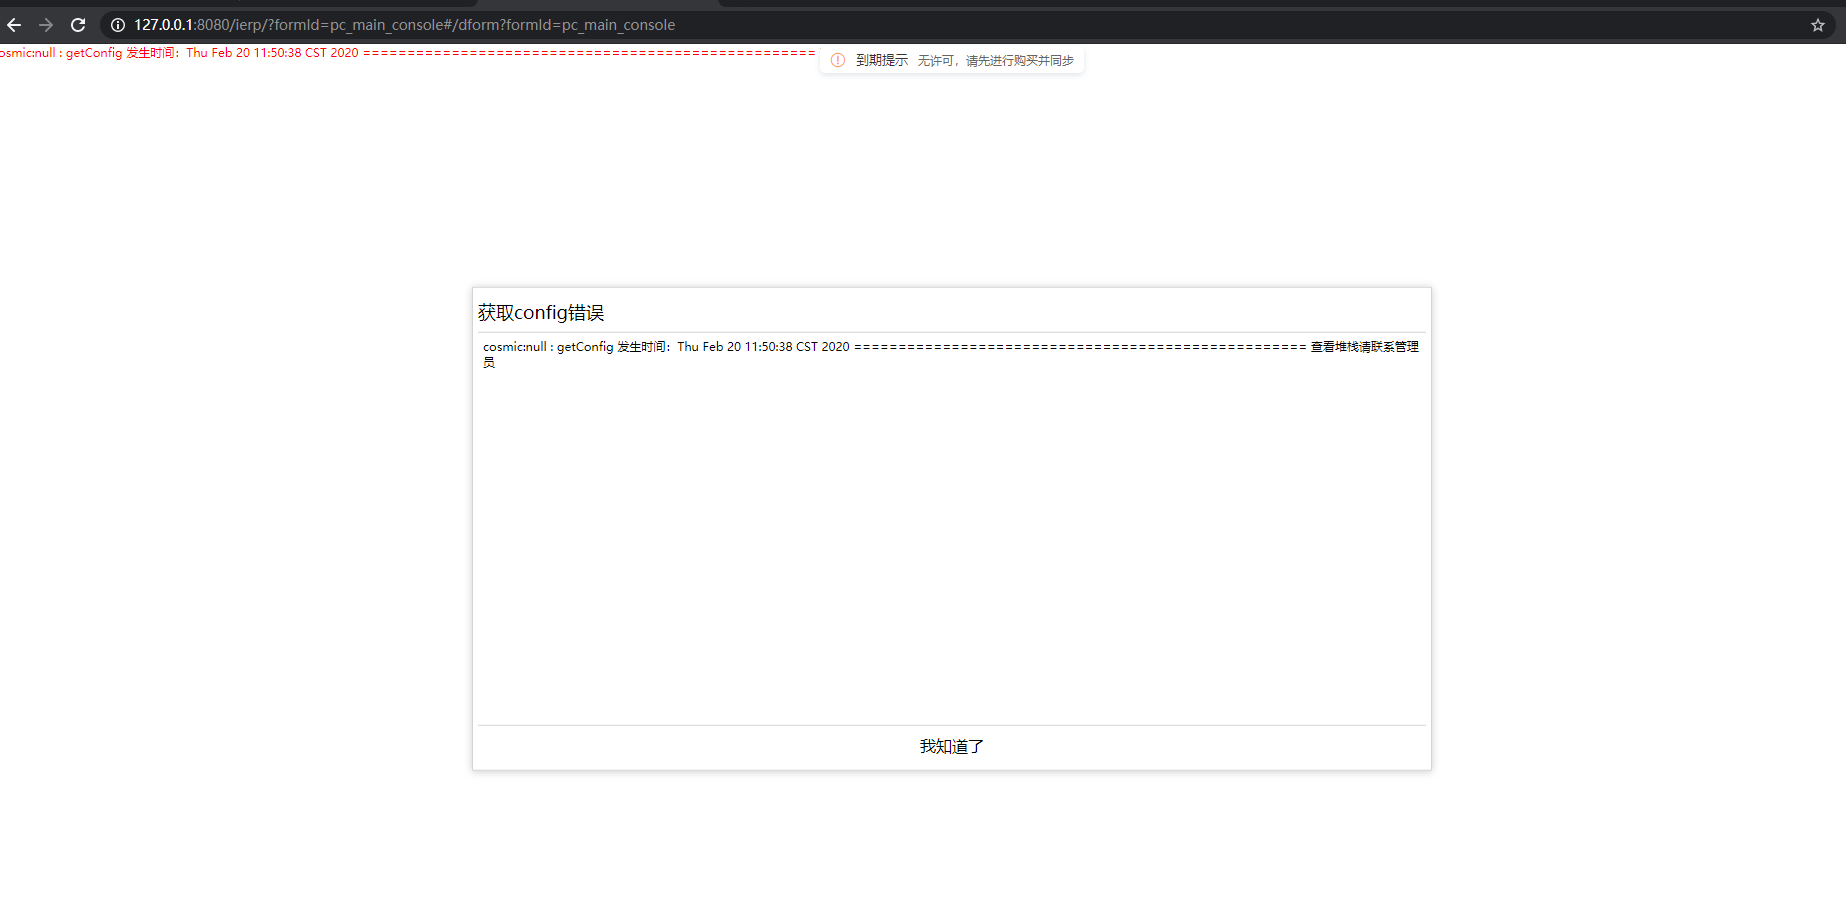 127.0.0.1:8080/ierp/?formId=pc_main_console#/dform?formId=pc_main_console
osmic:null : getConfig 发生时间：Thu Feb 20 11:50:38 CST 2020 ===================================================
到期提示 无许可，请先进行购买并同步
获取config错误
cosmic:null : getConfig 发生时间：Thu Feb 20 11:50:38 CST 2020 =================================================== 查看堆栈请联系管理
员
我知道了